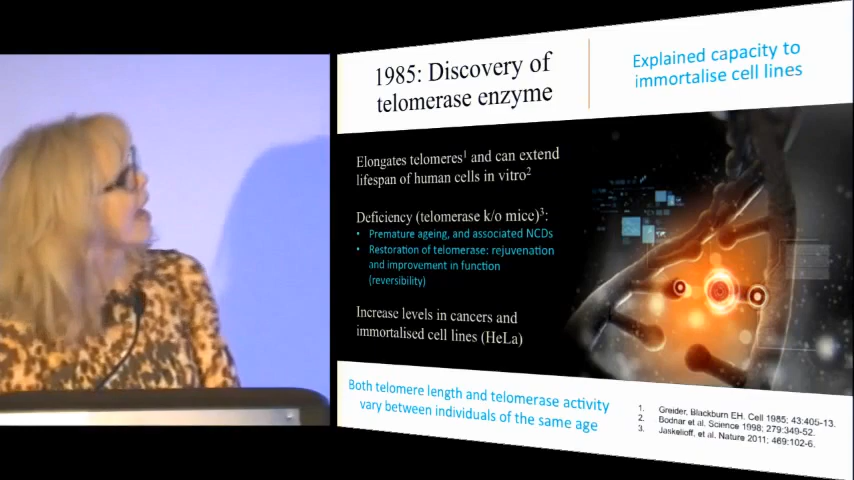 1985: Discovery of
telomerase enzyme
Explained capacity to
immortalise cell lines
Elongates telomeres1 and can extend
lifespan of human cells in vitro2
Deficiency (telomerase k/o mice)3:
• Premature ageing, and associated NCDs
• Restoration of telomerase: rejuvenation
and improvement in function
(reversibility)
Increase levels in cancers and
immortalised cell lines (HeLa)
Both telomere length and telomerase activity
vary between individuals of the same age
1. Greider, Blackburn EH. Cell 1985; 43:405-13.
2. Bodnar et al. Science 1998; 279:349-52.
3. Jaskelioff, et al. Nature 2011; 469:102-6.